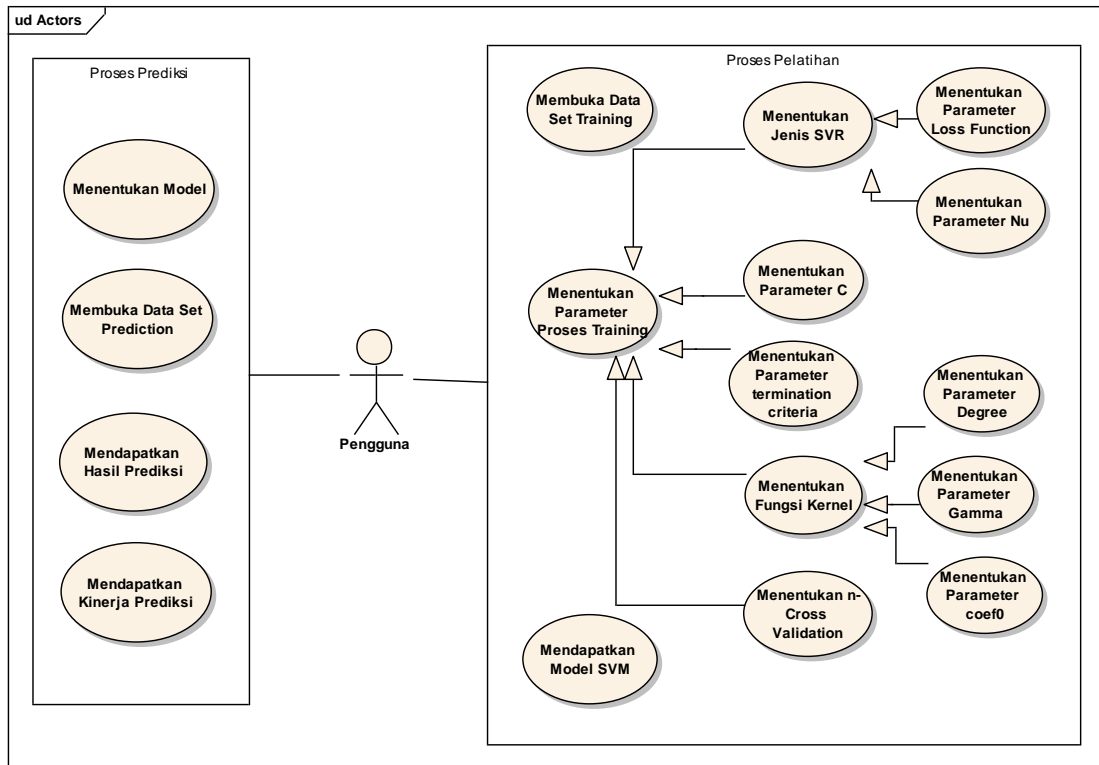 ud Actors
Proses Prediksi
Menentukan Model
Membuka Data Set
Prediction
Mendapatkan
Hasil Prediksi
Mendapatkan
Kinerja Prediksi
Pengguna
Proses Pelatihan
Membuka Data
Set Training
Menentukan
Jenis SVR
Menentukan
Parameter
Loss Function
Menentukan
Parameter Nu
Menentukan
Parameter
Proses Training
Menentukan
Parameter C
Menentukan
Parameter
termination
criteria
Menentukan
Parameter
Degree
Menentukan
Fungsi Kernel
Menentukan
Parameter
Gamma
Menentukan
Parameter
coef0
Menentukan n-
Cross
Validation
Mendapatkan
Model SVM